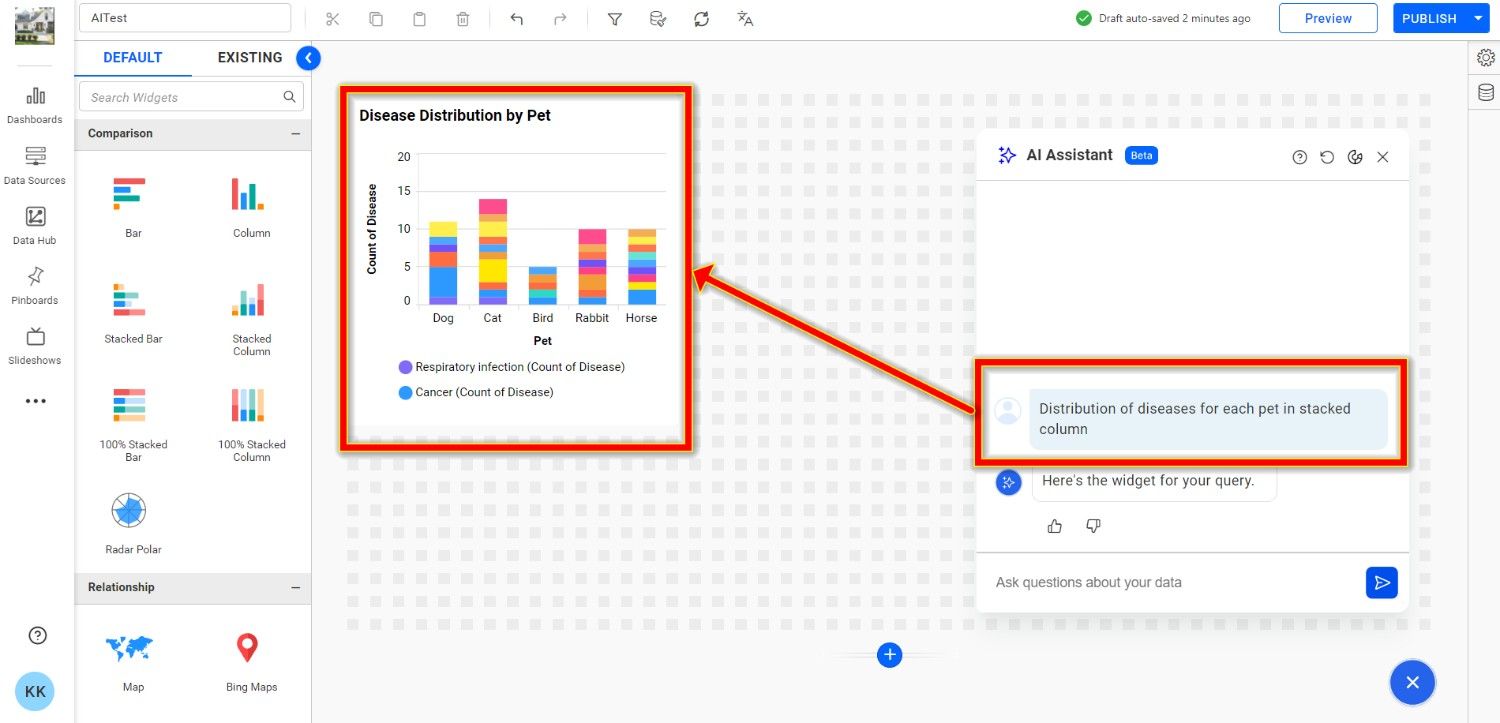 AITest
Draft auto-saved 2 minutes ago
Preview
PUBLISH
DEFAULT
EXISTING
Search Widgets
Dashboards
Data Sources
Data Hub
Pinboards
Slideshows
KK
Comparison
Bar
Column
Stacked Bar
Stacked
Column
100% Stacked
Bar
100% Stacked
Column
Radar Polar
Relationship
Map
Bing Maps
Disease Distribution by Pet
Count of Disease
20
15
10
5
0
Dog
Cat
Bird
Rabbit
Horse
Pet
Respiratory infection (Count of Disease)
Cancer (Count of Disease)
AI Assistant
Beta
Distribution of diseases for each pet in stacked
column
Here's the widget for your query.
Ask questions about your data